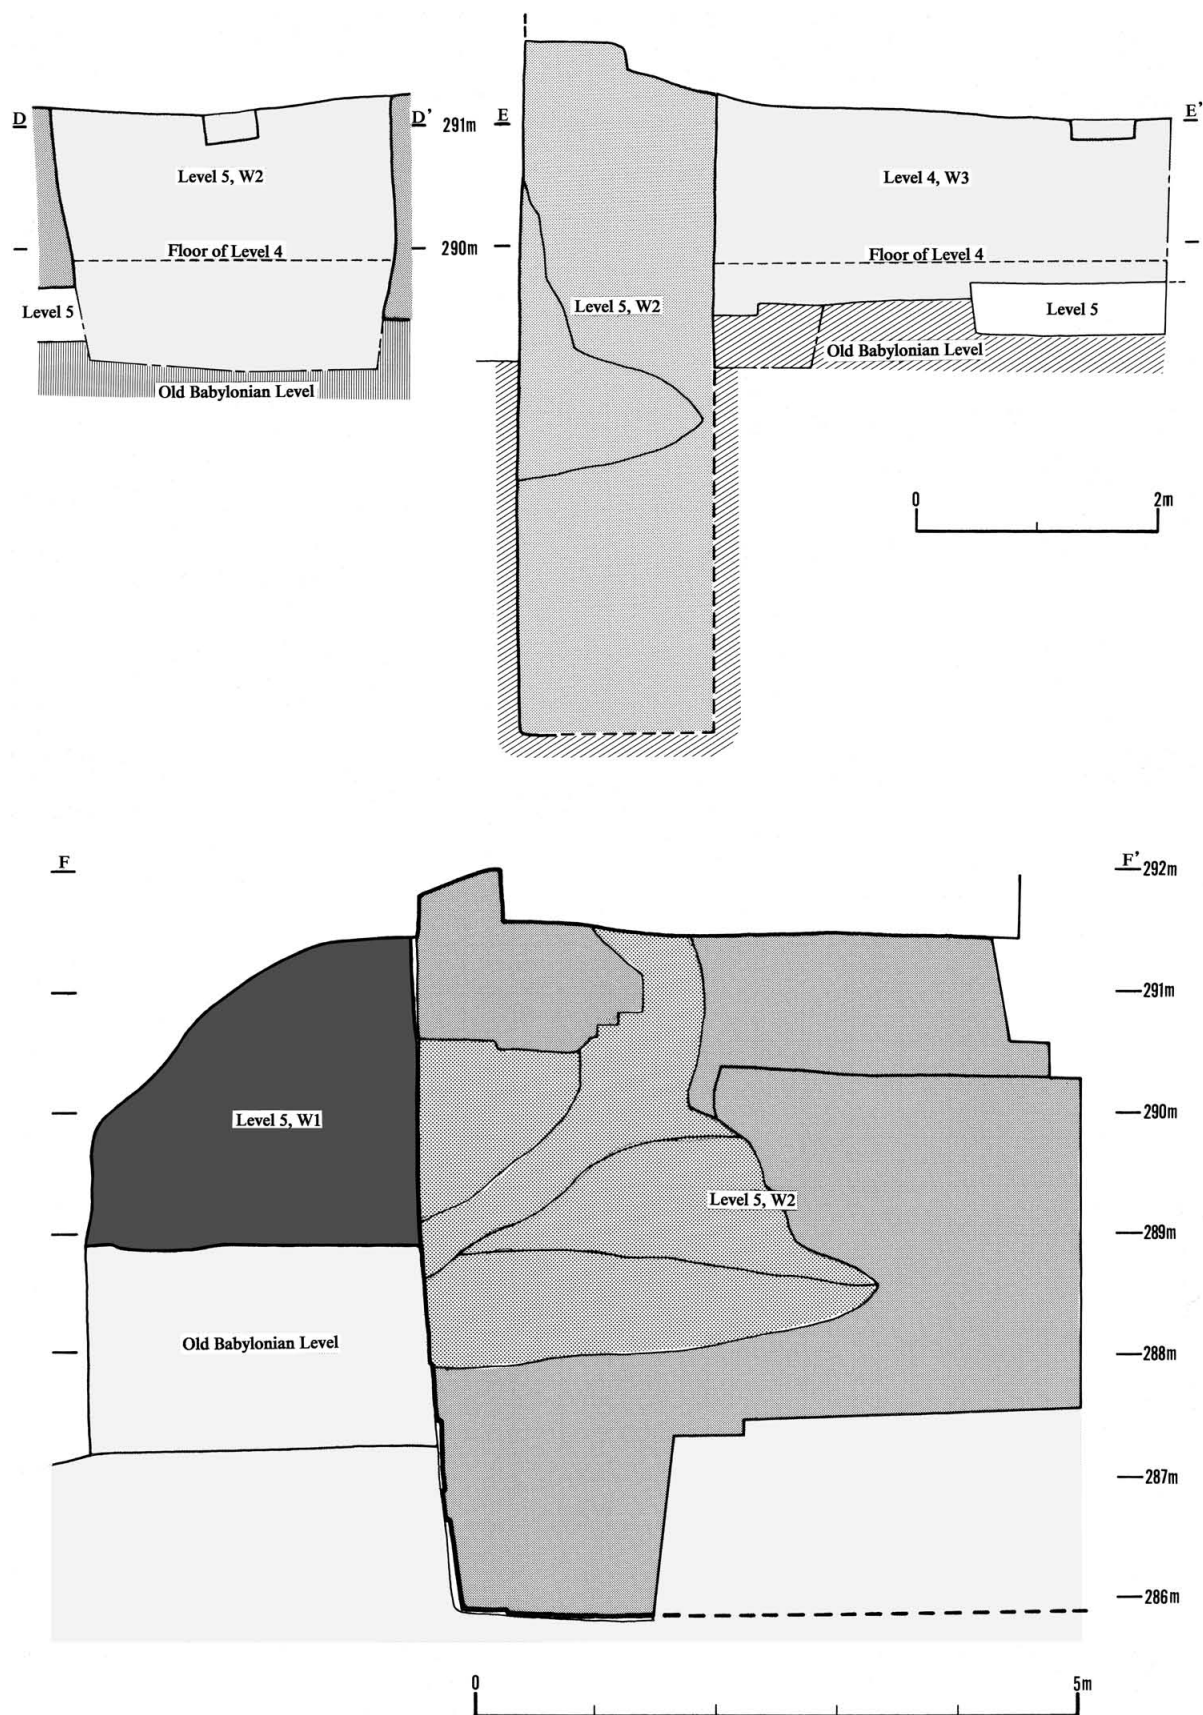 D D' 291m E E'
Level 5, W2
Level 4, W3
290m
Floor of Level 4
Floor of Level 4
Level 5
Level 5, W2
Level 5
Old Babylonian Level
Old Babylonian Level
0 2m
F F' 292m
291m
Level 5, W1
290m
Level 5, W2
289m
Old Babylonian Level
288m
287m
286m
0 5m